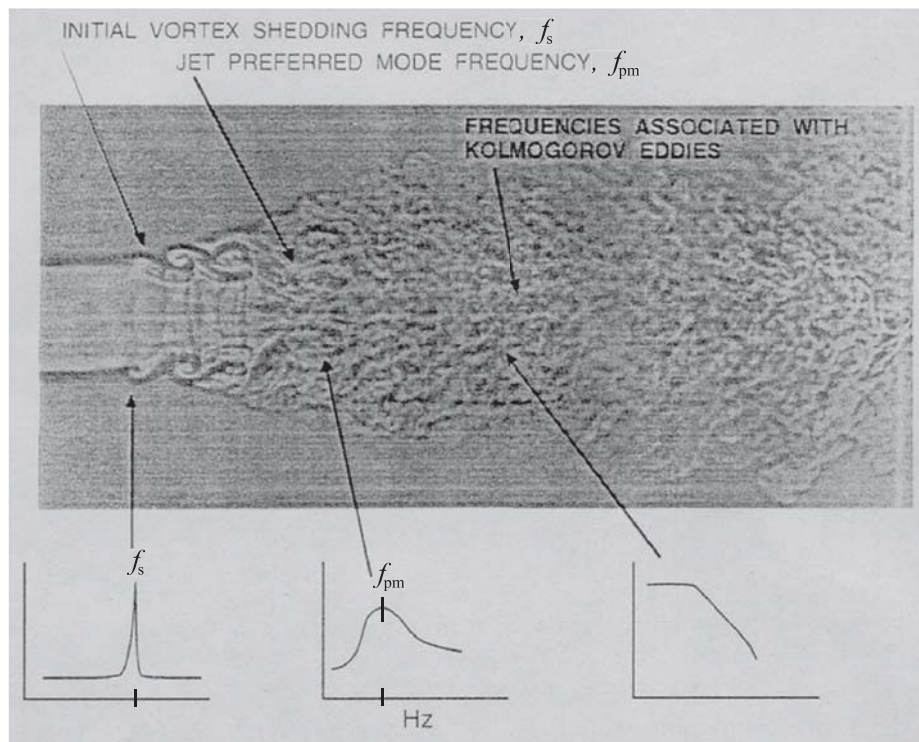 INITIAL VORTEX SHEDDING FREQUENCY, fs
JET PREFERRED MODE FREQUENCY, fpm
FREQUENCIES ASSOCIATED WITH
KOLMOGOROV EDDIES
fs
fpm
Hz